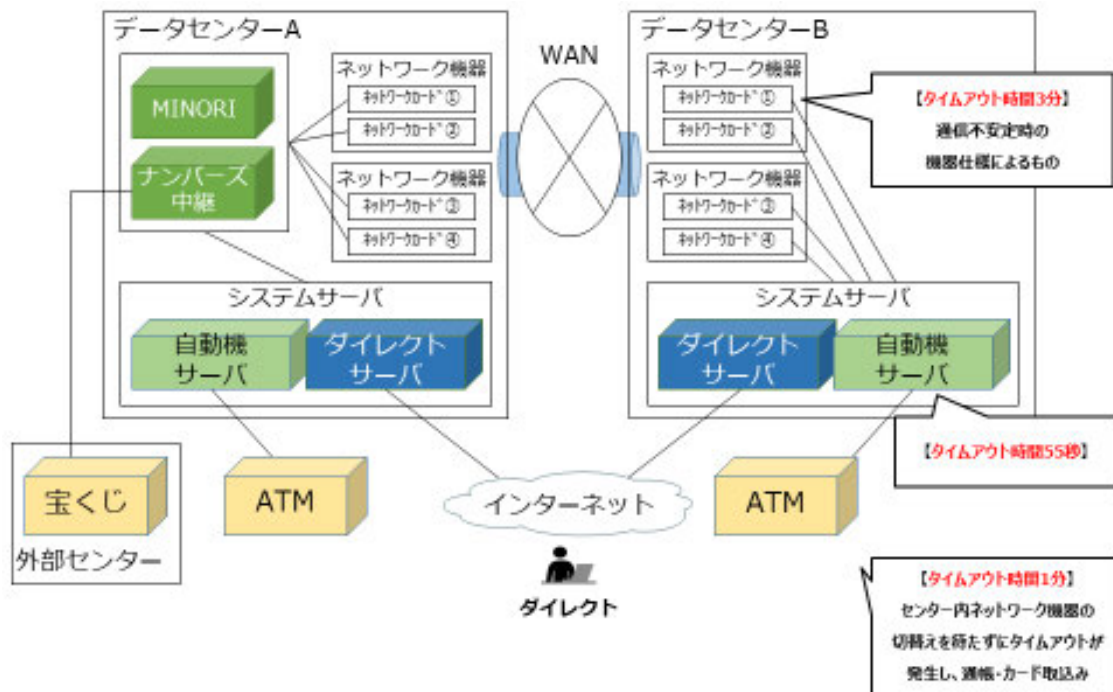 データセンターA
MINORI
ナンバーズ
中継
ネットワーク機器
ネットワークカード①
ネットワークカード②
ネットワーク機器
ネットワークカード③
ネットワークカード④
システムサーバ
自動機
サーバ
ダイレクト
サーバ
WAN
データセンターB
ネットワーク機器
ネットワークカード①
ネットワークカード②
ネットワーク機器
ネットワークカード③
ネットワークカード④
システムサーバ
ダイレクト
サーバ
自動機
サーバ
【タイムアウト時間3分】
通信不安定時の
機器仕様によるもの
【タイムアウト時間55秒】
宝くじ
外部センター
ATM
インターネット
ダイレクト
ATM
【タイムアウト時間1分】
センター内ネットワーク機器の
切替えを待たずにタイムアウトが
発生し、通帳・カード取込み